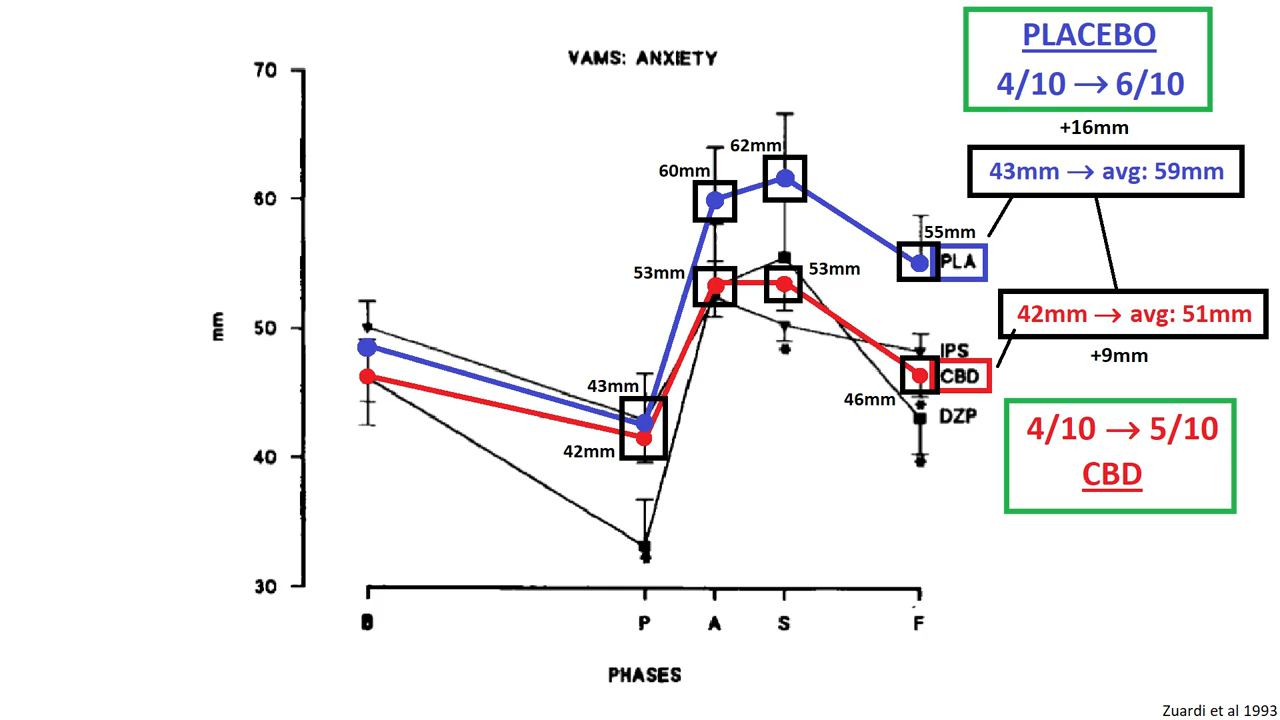 VAMS: ANXIETY
PLACEBO
4/10 → 6/10
+16mm
43mm → avg: 59mm
42mm → avg: 51mm
+9mm
4/10 → 5/10
CBD
70
60
50
40
30
mm
60mm
62mm
55mm
PLA
53mm
53mm
43mm
42mm
46mm
IPS
CBD
DZP
P
A
S
F
PHASES
Zuardi et al 1993